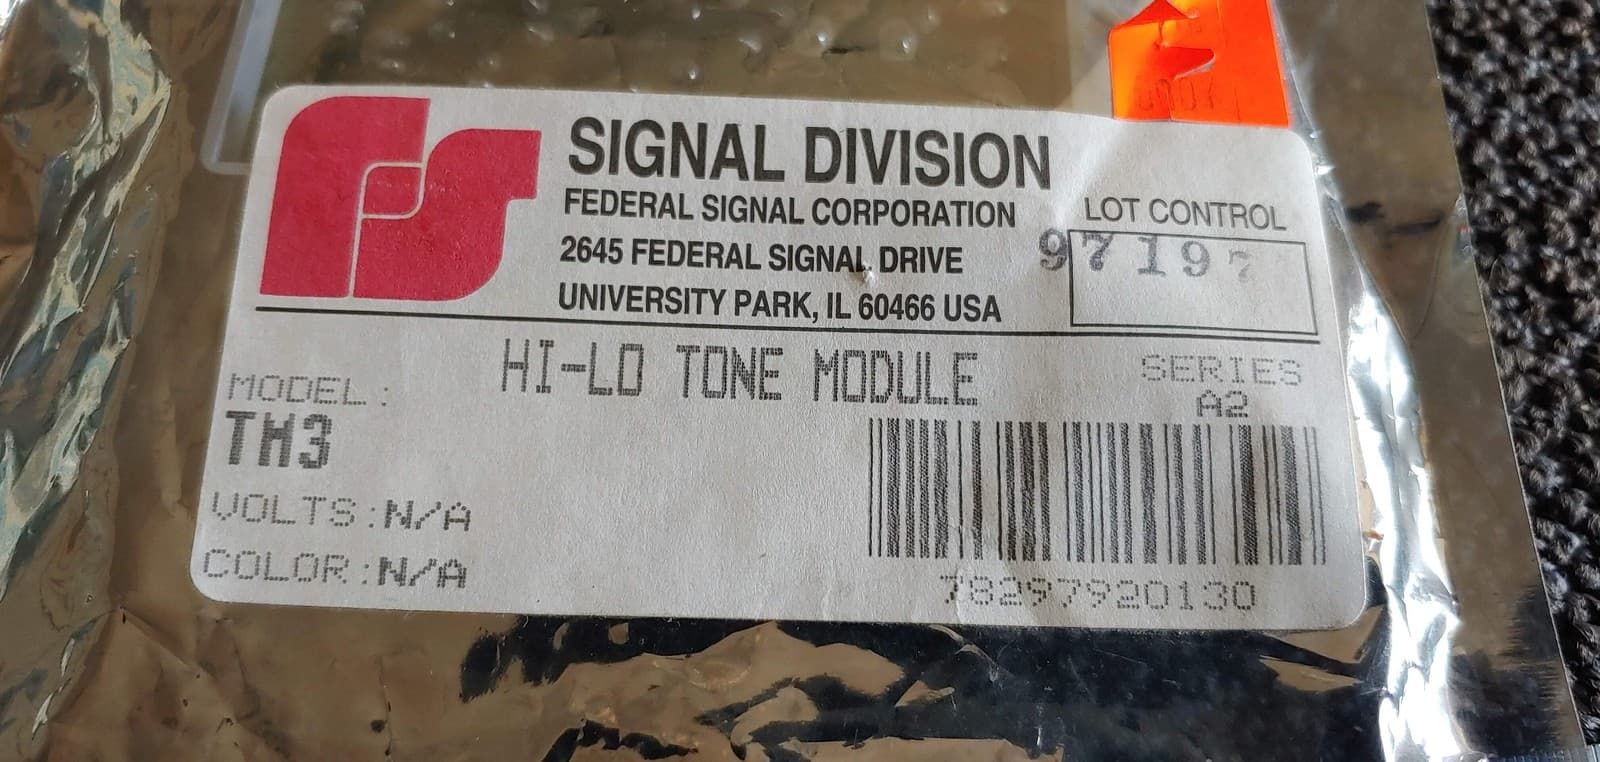 SIGNAL DIVISION
FEDERAL SIGNAL CORPORATION
2645 FEDERAL SIGNAL DRIVE
UNIVERSITY PARK, IL 60466 USA
LOT CONTROL
97197
HI-LO TONE MODULE
SERIES
A2
MODEL:
TM3
VOLTS:N/A
COLOR:N/A
78297920130